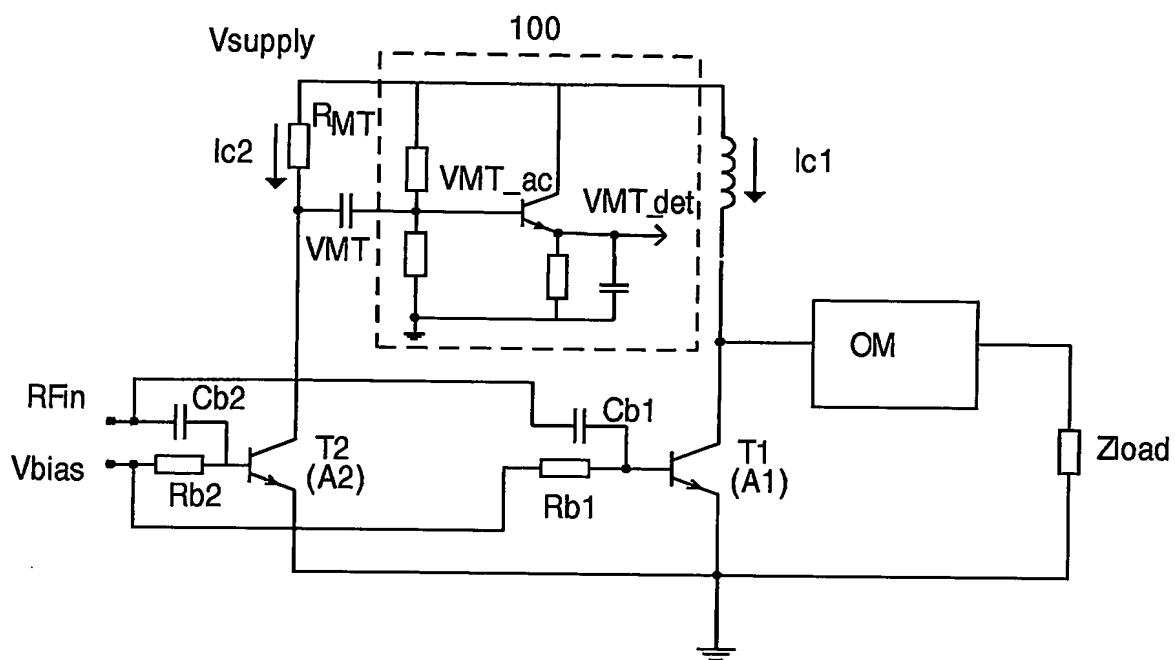 100
Vsupply
RMT
Ic2
VMT_ac
VMT_det
Ic1
VMT
OM
RFin
Cb2
Cb1
Vbias
Rb2
T2
(A2)
Rb1
T1
(A1)
Zload